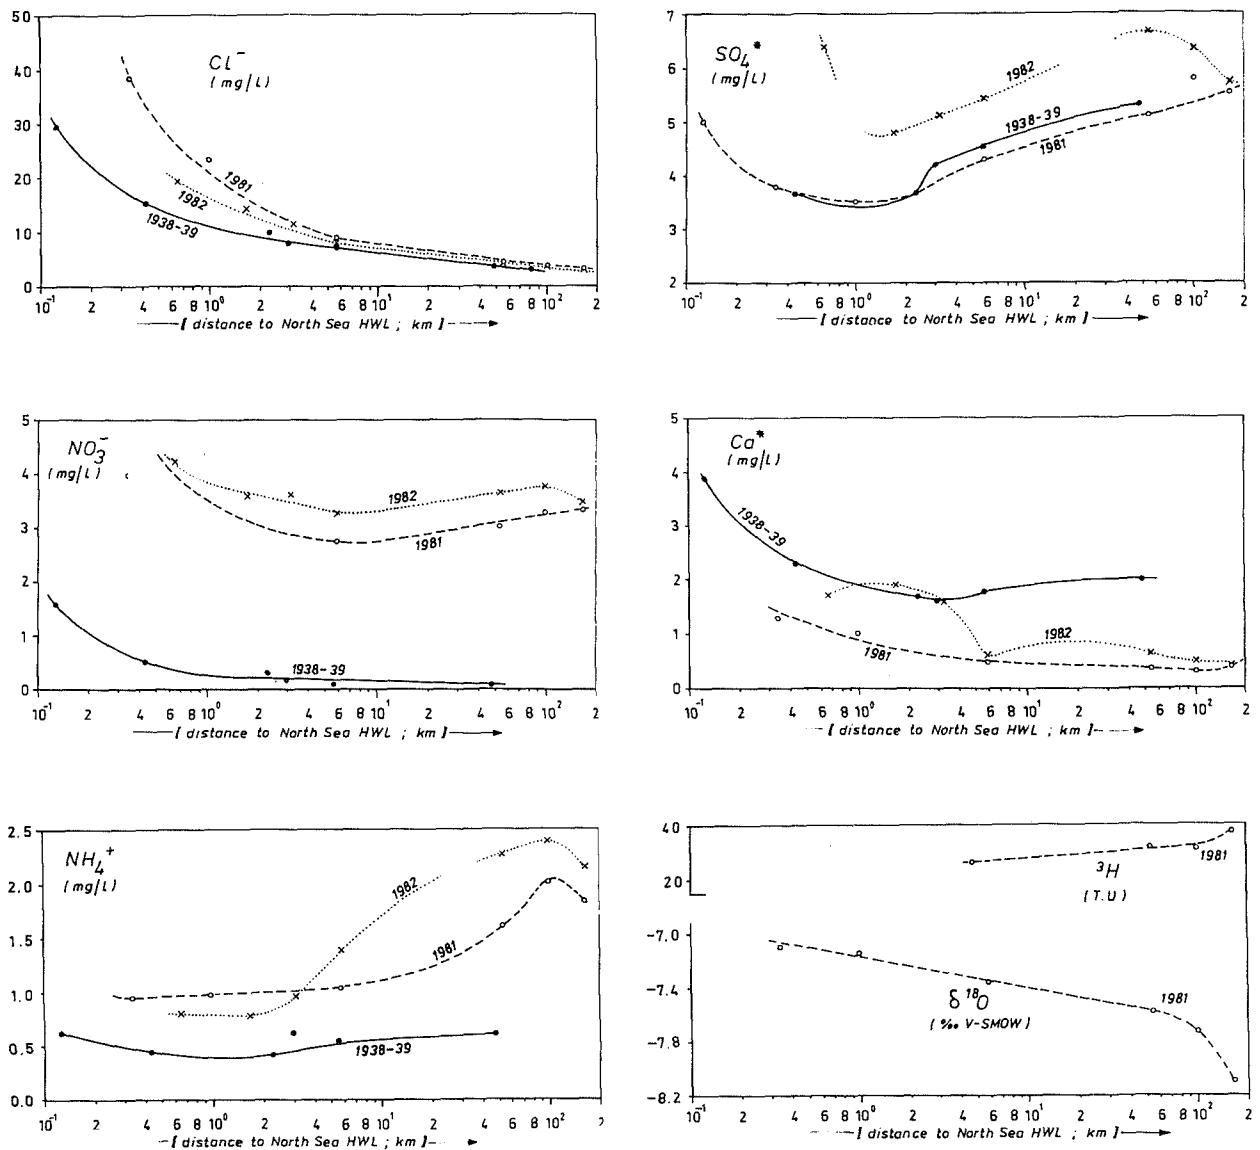 Cl⁻
(mg/L)
50
40
30
20
10
0
1981
1982
1938-39
10⁻¹ 2 4 6 8 10⁰ 2 4 6 8 10¹ 2 4 6 8 10² 2
[ distance to North Sea HWL ; km ]
SO₄*
(mg/L)
7
6
5
4
3
2
1982
1938-39
1981
10⁻¹ 2 4 6 8 10⁰ 2 4 6 8 10¹ 2 4 6 8 10² 2
[ distance to North Sea HWL ; km ]
NO₃⁻
(mg/L)
5
4
3
2
1
0
1982
1981
1938-39
10⁻¹ 2 4 6 8 10⁰ 2 4 6 8 10¹ 2 4 6 8 10² 2
[ distance to North Sea HWL ; km ]
Ca*
(mg/L)
5
4
3
2
1
0
1938-39
1982
1981
10⁻¹ 2 4 6 8 10⁰ 2 4 6 8 10¹ 2 4 6 8 10² 2
[ distance to North Sea HWL ; km ]
NH₄⁺
(mg/L)
2.5
2.0
1.5
1.0
0.5
0.0
1982
1981
1938-39
10⁻¹ 2 4 6 8 10⁰ 2 4 6 8 10¹ 2 4 6 8 10² 2
[ distance to North Sea HWL ; km ]
40
20
1981
³H
(T.U)
-7.0
-7.4
-7.8
-8.2
1981
δ¹⁸O
(‰ V-SMOW)
10⁻¹ 2 4 6 8 10⁰ 2 4 6 8 10¹ 2 4 6 8 10² 2
[ distance to North Sea HWL ; km ]